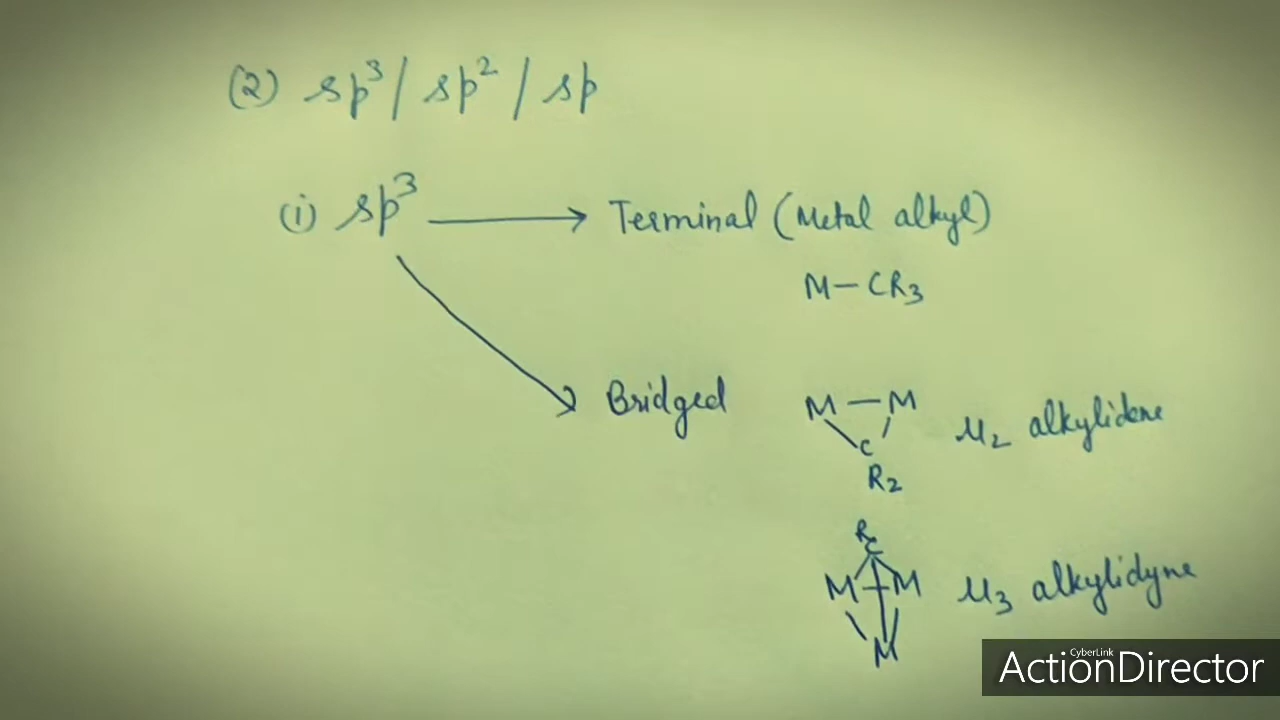 (2) sp³ / sp² / sp
(i) sp³ → Terminal (Metal alkyl)
M — CR₃
Bridged
M — M
C
R₂
μ₂ alkylidene
R
C
M — M
M
μ₃ alkylidyne
CyberLink
ActionDirector